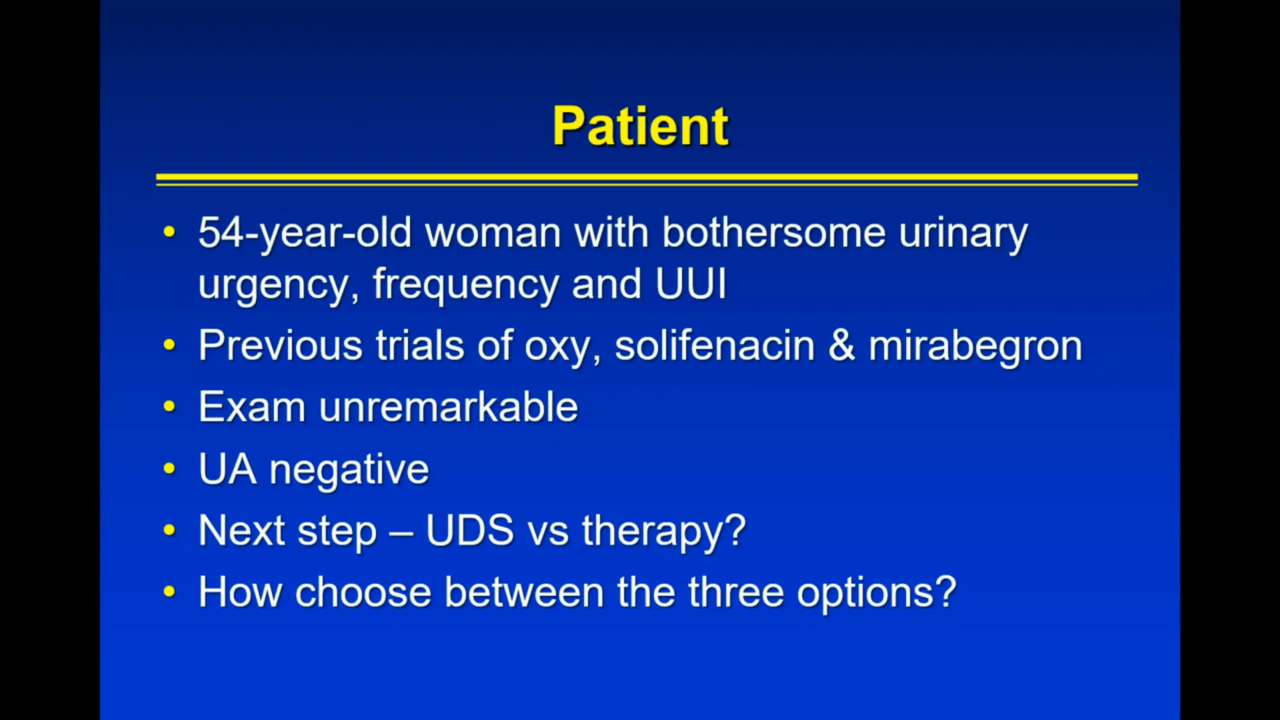 Patient
• 54-year-old woman with bothersome urinary
urgency, frequency and UUI
• Previous trials of oxy, solifenacin & mirabegron
• Exam unremarkable
• UA negative
• Next step – UDS vs therapy?
• How choose between the three options?